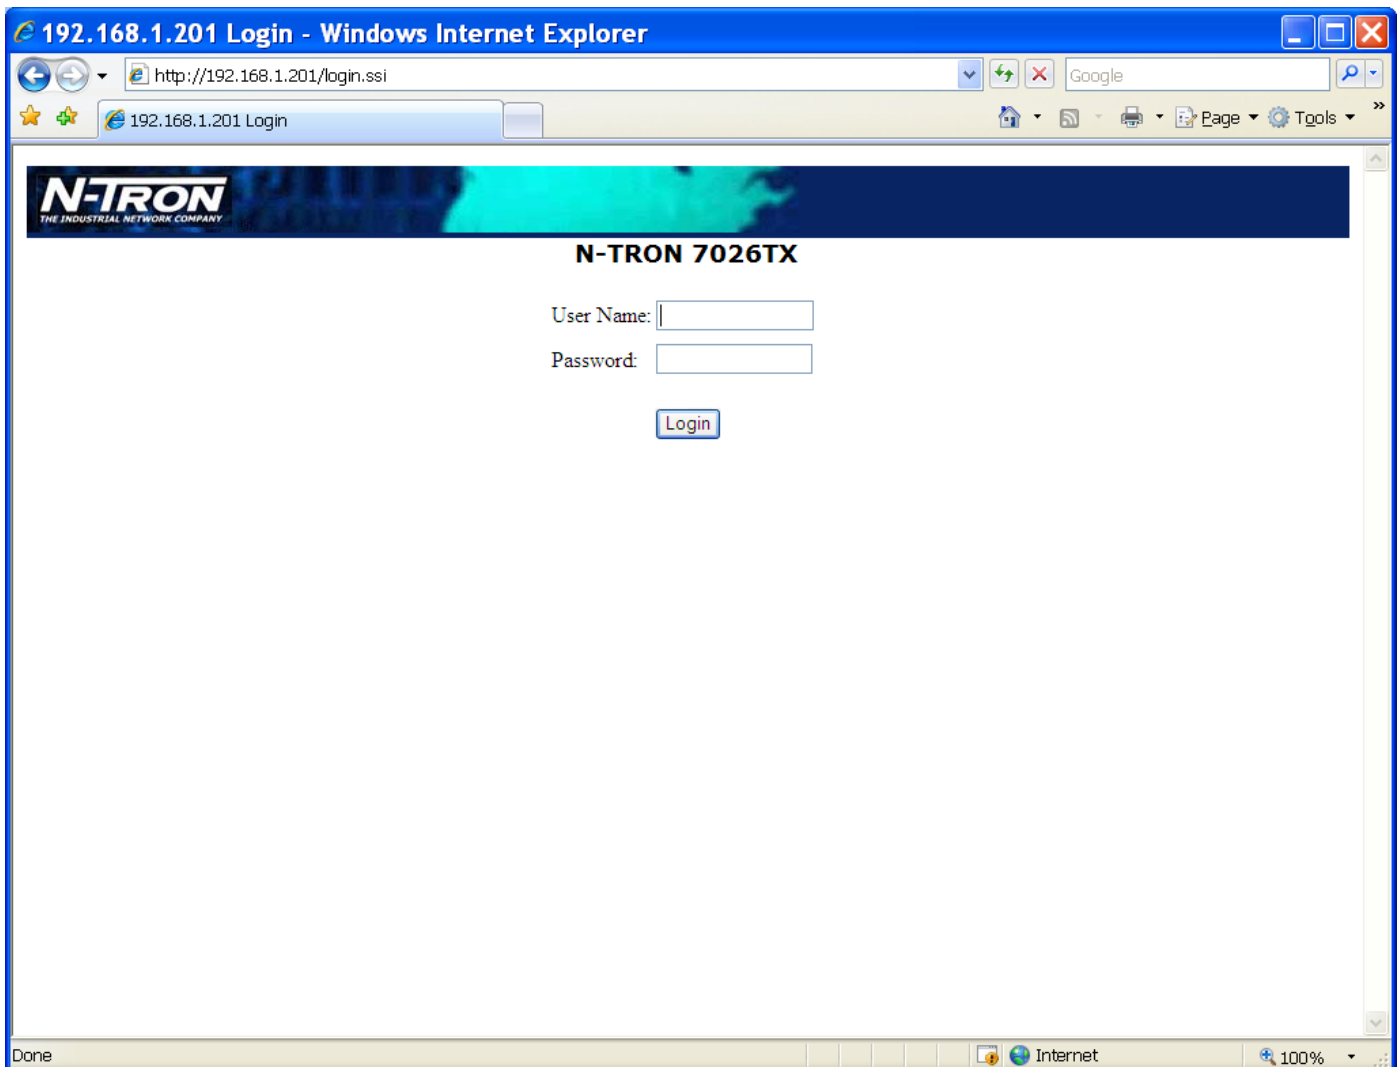 192.168.1.201 Login - Windows Internet Explorer
http://192.168.1.201/login.ssi
Google
192.168.1.201 Login
Page
Tools
»
N-TRON
THE INDUSTRIAL NETWORK COMPANY
N-TRON 7026TX
User Name:
Password:
Login
Done
Internet
100%